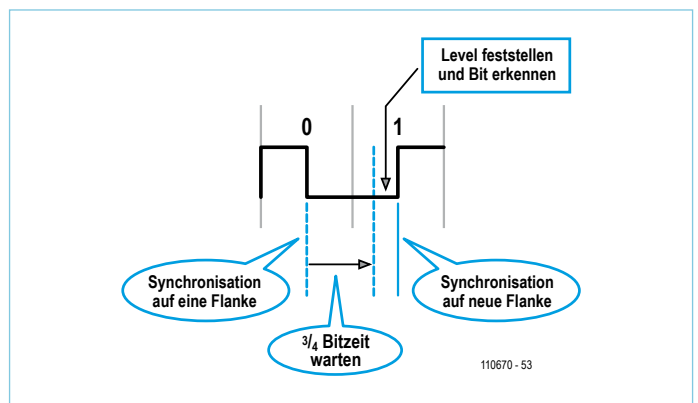 Level feststellen
und Bit erkennen
0
1
Synchronisation
auf eine Flanke
Synchronisation
auf neue Flanke
3/4 Bitzeit
warten
110670 - 53